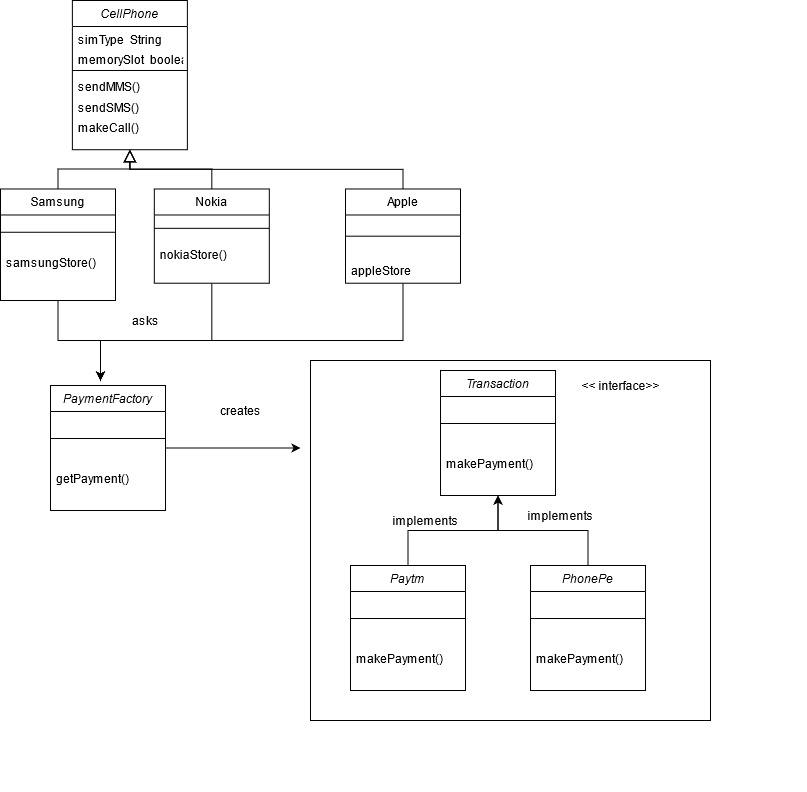 CellPhone
simType String
memorySlot boolea
sendMMS()
sendSMS()
makeCall()
Samsung
samsungStore()
Nokia
nokiaStore()
Apple
appleStore
asks
PaymentFactory
getPayment()
creates
Transaction
<< interface>>
makePayment()
implements
implements
Paytm
makePayment()
PhonePe
makePayment()